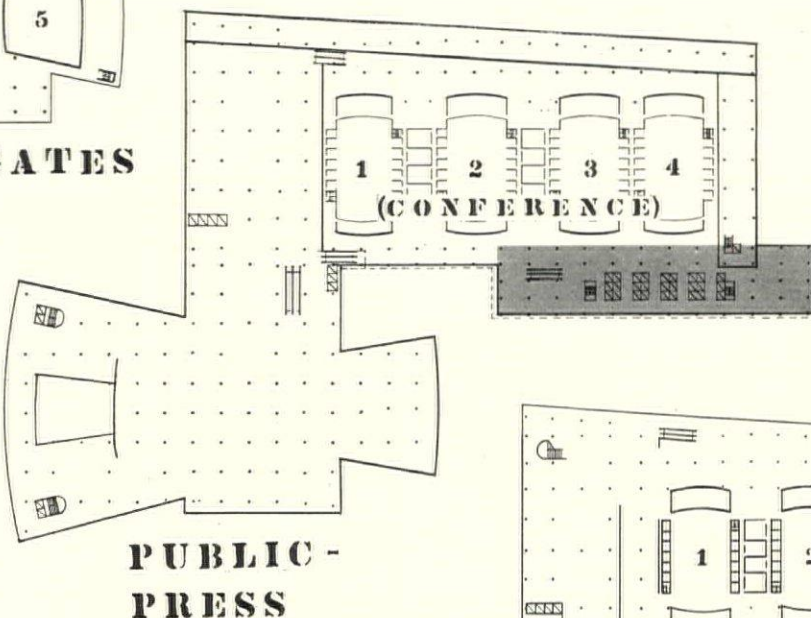 5
ATES
1 2 3 4
(CONFERENCE)
PUBLIC-
PRESS
1